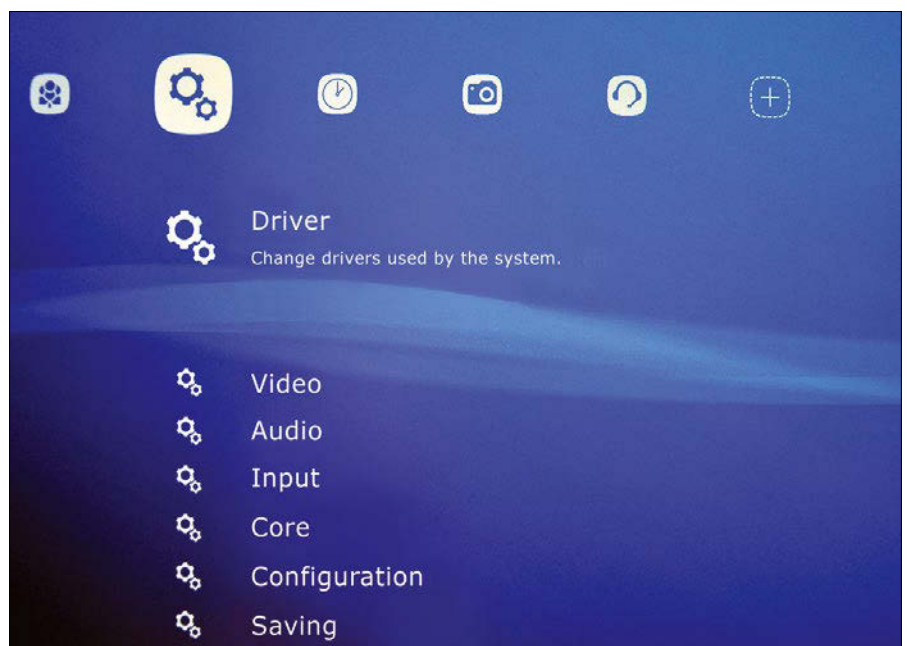 Driver
Change drivers used by the system.
Video
Audio
Input
Core
Configuration
Saving